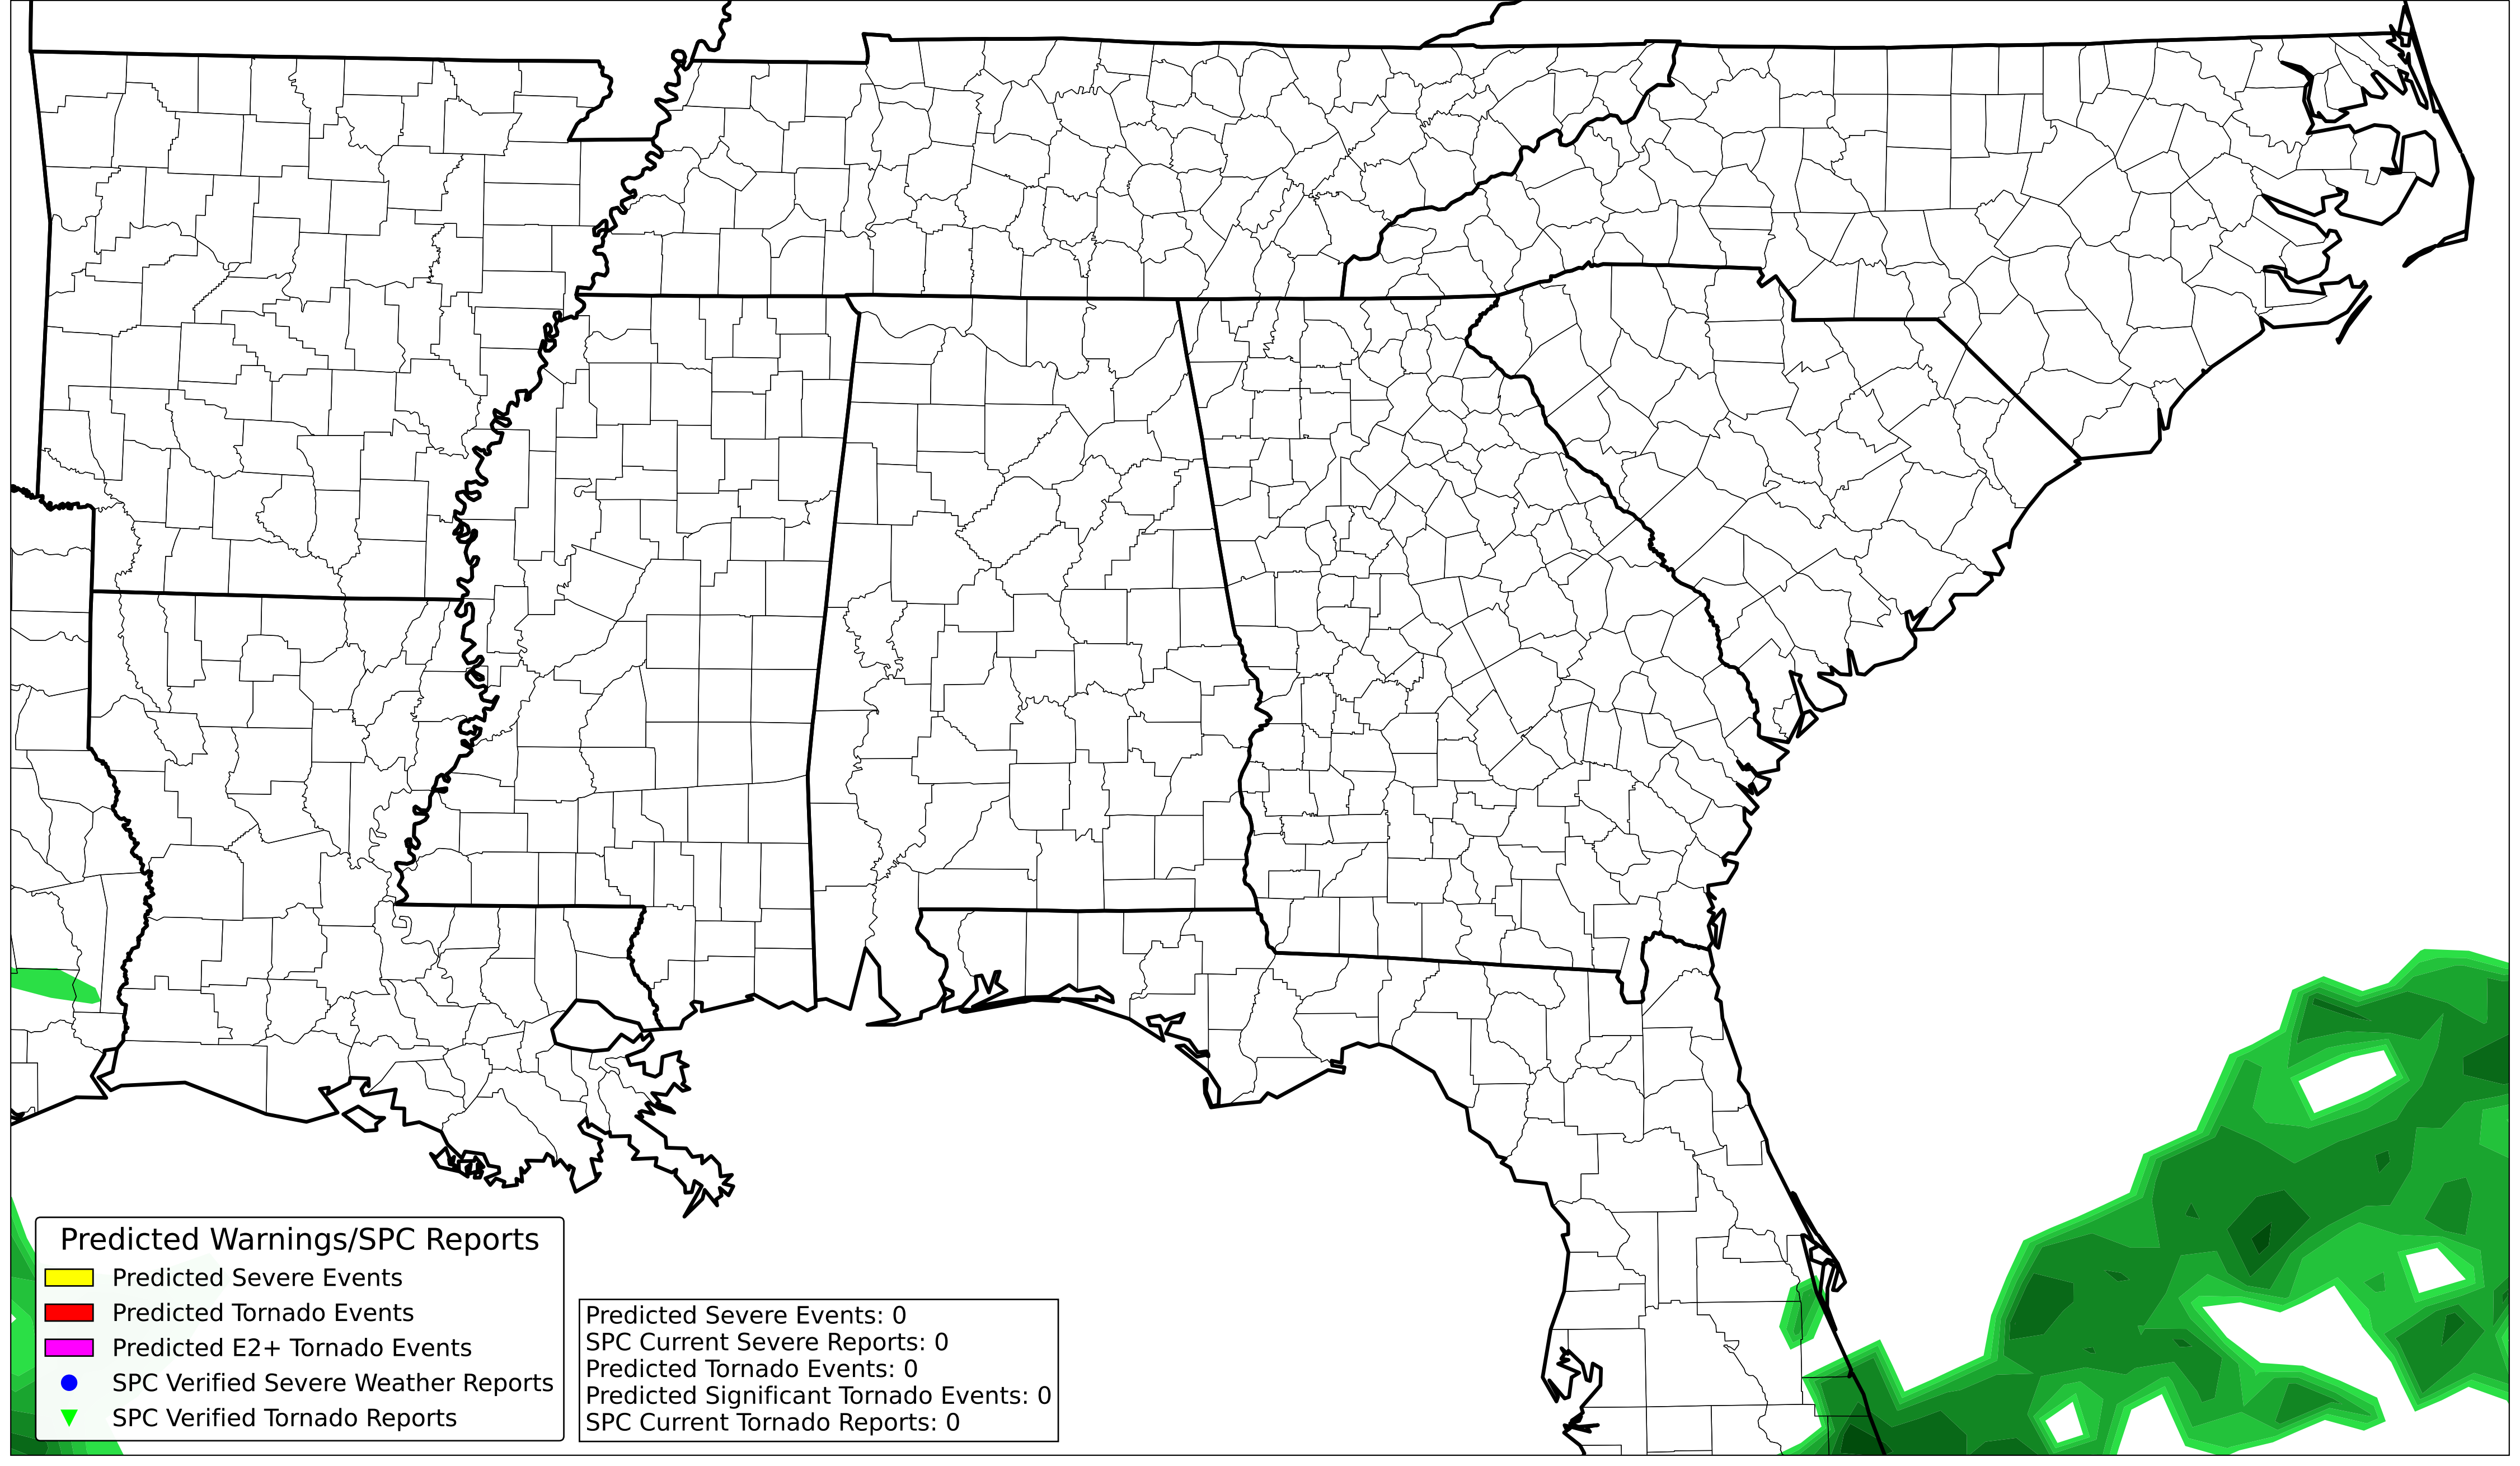 Predicted Warnings/SPC Reports
Predicted Severe Events
Predicted Tornado Events
Predicted E2+ Tornado Events
SPC Verified Severe Weather Reports
SPC Verified Tornado Reports
Predicted Severe Events: 0
SPC Current Severe Reports: 0
Predicted Tornado Events: 0
Predicted Significant Tornado Events: 0
SPC Current Tornado Reports: 0